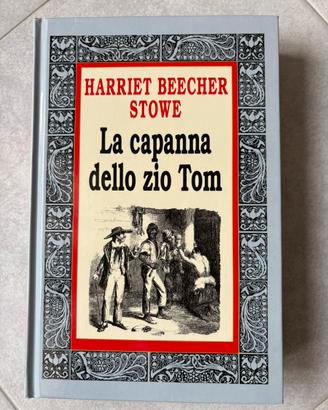 HARRIET BEECHER
STOWE
La capanna
dello zio Tom